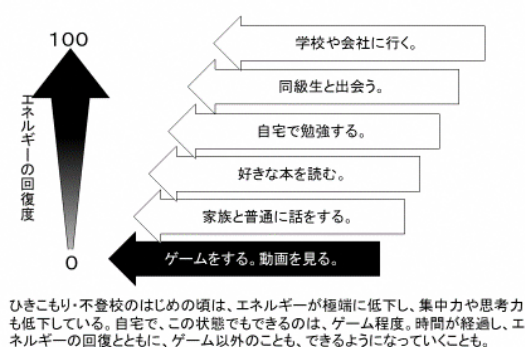 100
学校や会社に行く。
同級生と出会う。
自宅で勉強する。
好きな本を読む。
家族と普通に話をする。
ゲームをする。動画を見る。
エネルギーの回復度
0
ひきこもり・不登校のはじめの頃は、エネルギーが極端に低下し、集中力や思考力
も低下している。自宅で、この状態でもできるのは、ゲーム程度。時間が経過し、エ
ネルギーの回復とともに、ゲーム以外のことも、できるようになっていくことも。